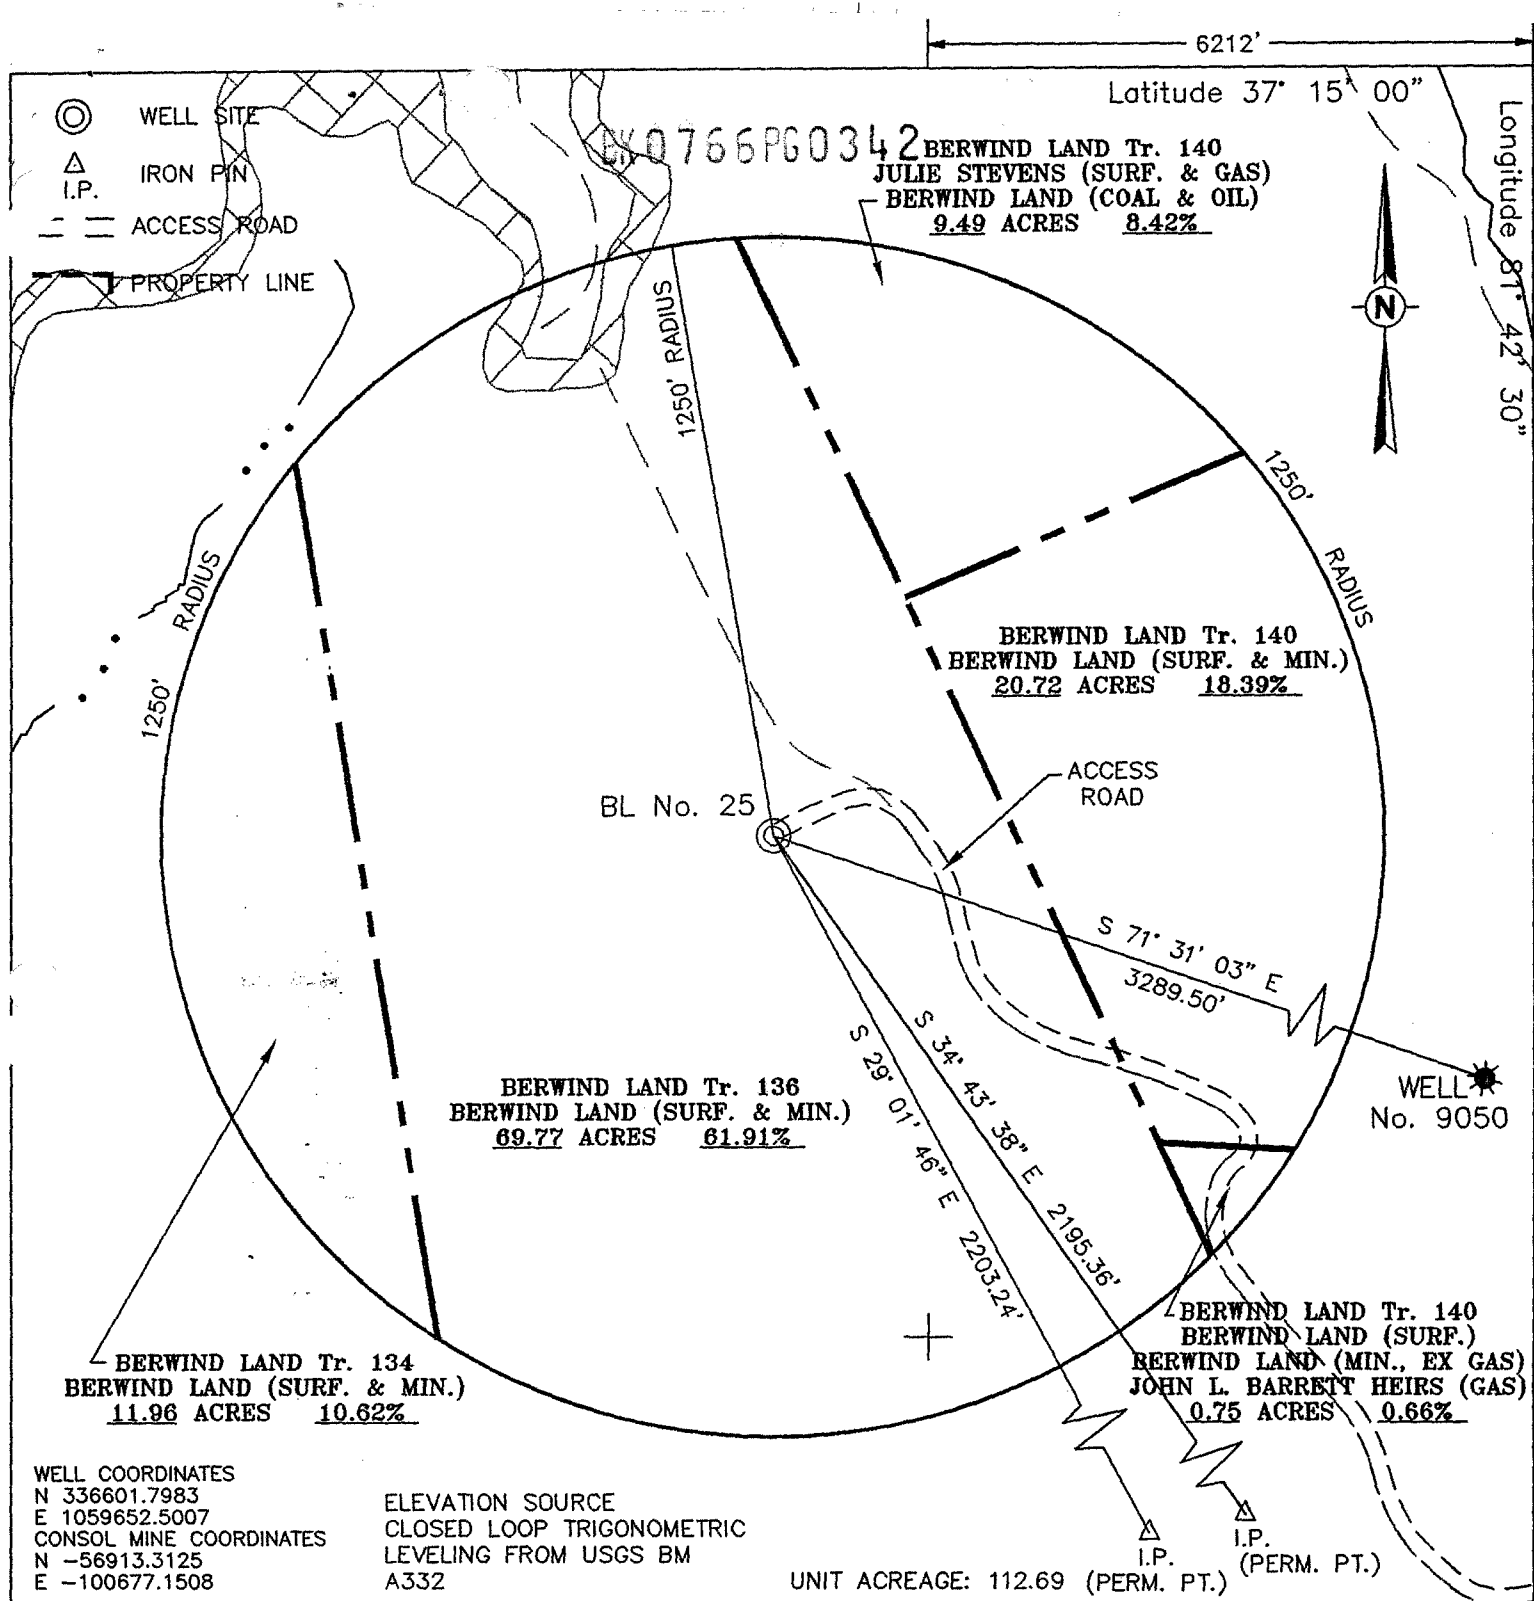 6212'
Latitude 37° 15' 00"
Longitude 81° 42' 30"
WELL SITE
I.P.
IRON PIN
ACCESS ROAD
PROPERTY LINE
BK0766PG0342
BERWIND LAND Tr. 140
JULIE STEVENS (SURF. & GAS)
BERWIND LAND (COAL & OIL)
9.49 ACRES 8.42%
N
1250' RADIUS
1250' RADIUS
1250' RADIUS
BERWIND LAND Tr. 140
BERWIND LAND (SURF. & MIN.)
20.72 ACRES 18.39%
ACCESS
ROAD
BL No. 25
S 71° 31' 03" E
3289.50'
WELL
No. 9050
S 34° 43' 38" E 2195.36'
S 29° 01' 46" E 2203.24'
BERWIND LAND Tr. 136
BERWIND LAND (SURF. & MIN.)
69.77 ACRES 61.91%
BERWIND LAND Tr. 140
BERWIND LAND (SURF.)
BERWIND LAND (MIN., EX GAS)
JOHN L. BARRETT HEIRS (GAS)
0.75 ACRES 0.66%
BERWIND LAND Tr. 134
BERWIND LAND (SURF. & MIN.)
11.96 ACRES 10.62%
WELL COORDINATES
N 336601.7983
E 1059652.5007
CONSOL MINE COORDINATES
N -56913.3125
E -100677.1508
ELEVATION SOURCE
CLOSED LOOP TRIGONOMETRIC
LEVELING FROM USGS BM
A332
I.P.
(PERM. PT.)
I.P.
(PERM. PT.)
UNIT ACREAGE: 112.69